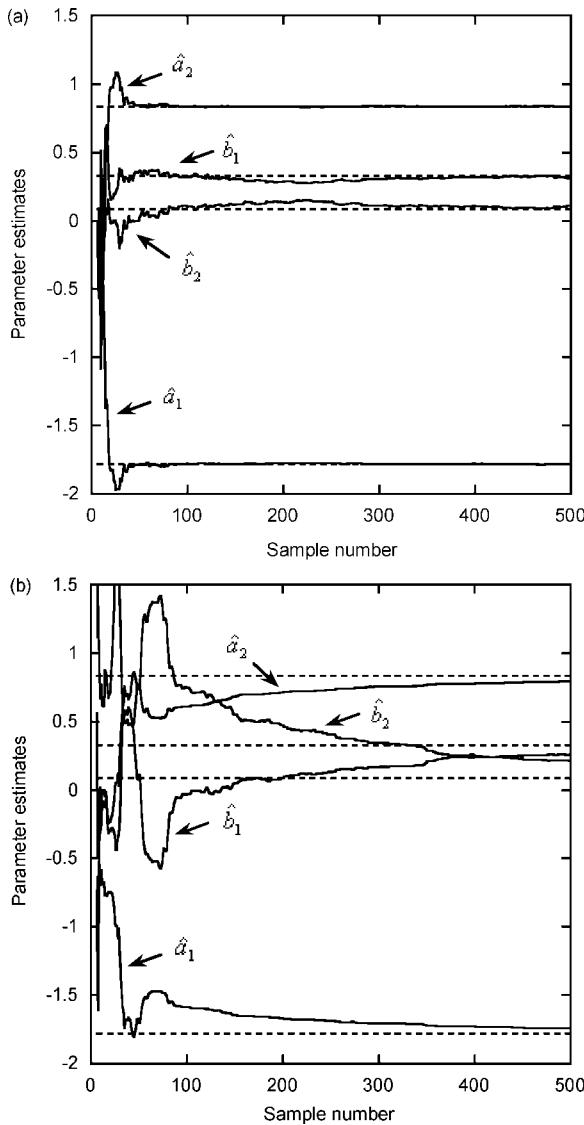 (a)
1.5
1
0.5
0
-0.5
-1
-1.5
-2
Parameter estimates
â₂
b̂₁
b̂₂
â₁
0 100 200 300 400 500
Sample number
(b)
1.5
1
0.5
0
-0.5
-1
-1.5
-2
Parameter estimates
â₂
b̂₂
b̂₁
â₁
0 100 200 300 400 500
Sample number